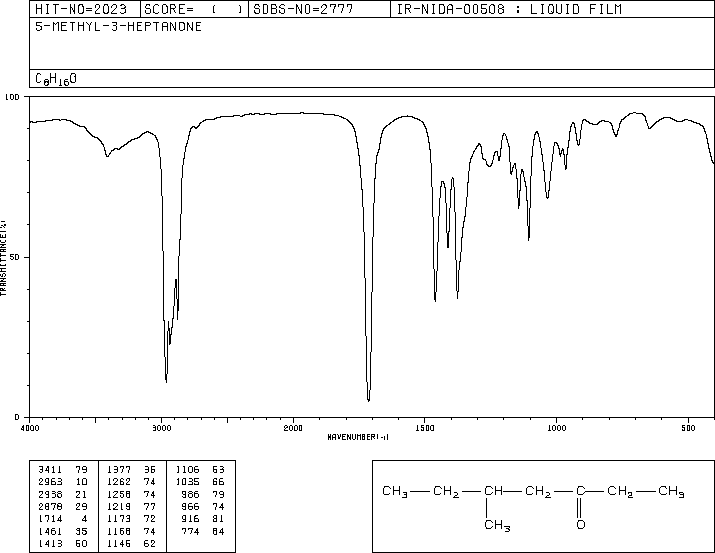 HIT-NO=2023 SCORE= ( ) SDBS-NO=2777 IR-NIDA-00508 : LIQUID FILM
5-METHYL-3-HEPTANONE
C8H16O
100
50
0
TRANSMITTANCE(%)
4000 3000 2000 1500 1000 500
WAVENUMBER(-1)
3411 79 1377 36 1106 53
2963 10 1262 74 1035 66
2938 21 1258 74 986 79
2878 29 1219 77 966 74
1714 4 1173 72 916 81
1461 35 1168 74 774 84
1413 50 1146 62
CH3 CH2 CH CH2 C CH2 CH3
CH3 O